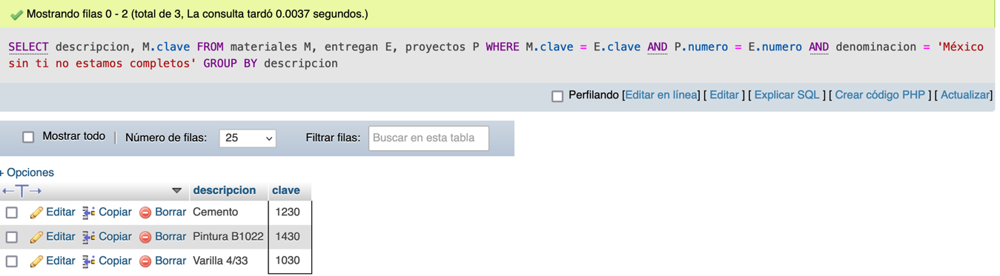 Mostrando filas 0 - 2 (total de 3, La consulta tardó 0.0037 segundos.)
SELECT descripcion, M.clave FROM materiales M, entregan E, proyectos P WHERE M.clave = E.clave AND P.numero = E.numero AND denominacion = 'México
sin ti no estamos completos' GROUP BY descripcion
Perfilando [Editar en línea] [ Editar ] [ Explicar SQL ] [ Crear código PHP ] [ Actualizar]
Mostrar todo | Número de filas: 25 Filtrar filas: Buscar en esta tabla
+ Opciones
←T→ descripcion clave
Editar Copiar Borrar Cemento 1230
Editar Copiar Borrar Pintura B1022 1430
Editar Copiar Borrar Varilla 4/33 1030